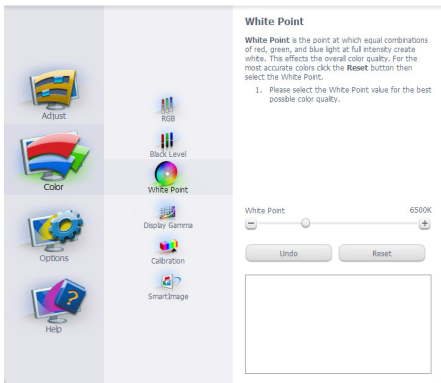 Adjust
Color
Options
Help
RGB
Black Level
White Point
Display Gamma
Calibration
SmartImage
White Point
White Point is the point at which equal combinations
of red, green, and blue light at full intensity create
white. This effects the overall color quality. For the
most accurate colors click the Reset button then
select the White Point.
1. Please select the White Point value for the best
possible color quality.
White Point 6500K
Undo Reset